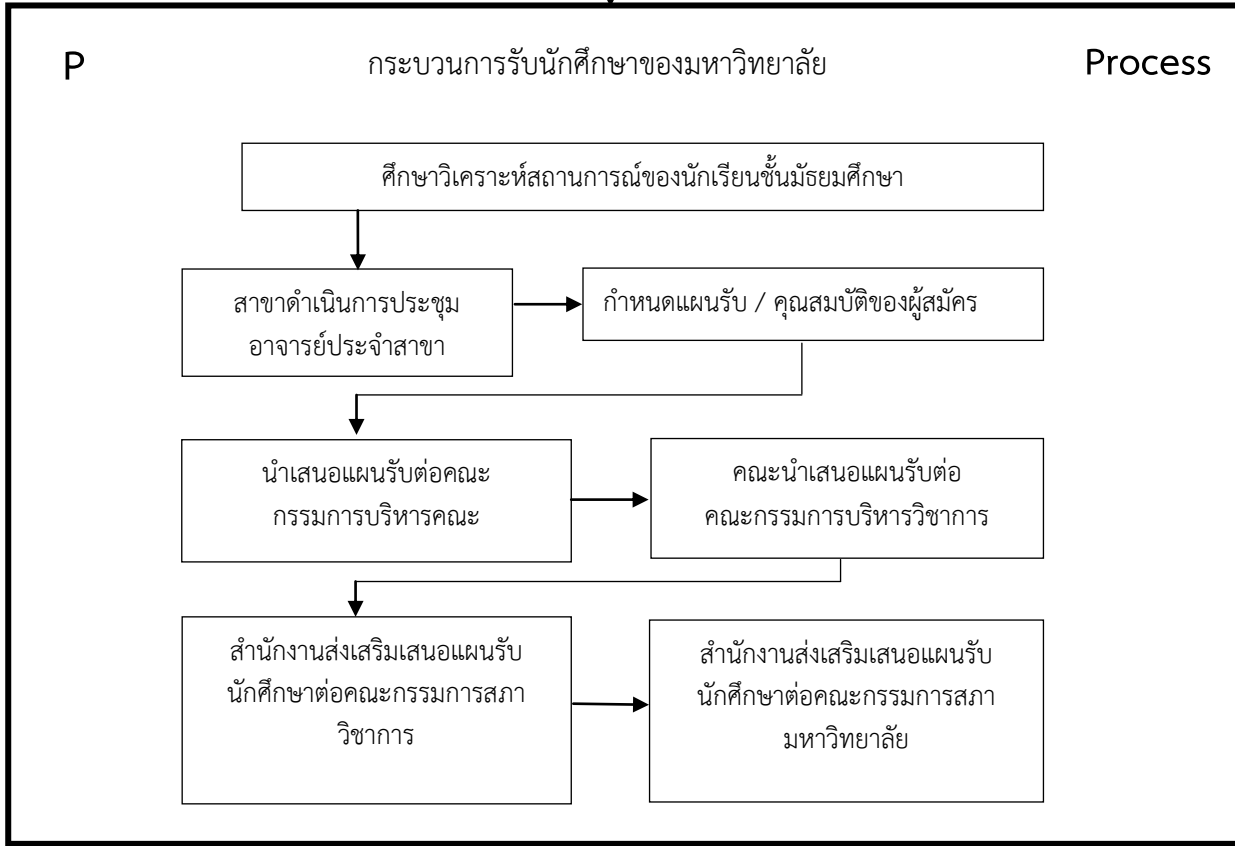 P
กระบวนการรับนักศึกษาของมหาวิทยาลัย
Process
ศึกษาวิเคราะห์สถานการณ์ของนักเรียนชั้นมัธยมศึกษา
สาขาดำเนินการประชุม
อาจารย์ประจำสาขา
กำหนดแผนรับ / คุณสมบัติของผู้สมัคร
นำเสนอแผนรับต่อคณะ
กรรมการบริหารคณะ
คณะนำเสนอแผนรับต่อ
คณะกรรมการบริหารวิชาการ
สำนักงานส่งเสริมเสนอแผนรับ
นักศึกษาต่อคณะกรรมการสภา
วิชาการ
สำนักงานส่งเสริมเสนอแผนรับ
นักศึกษาต่อคณะกรรมการสภา
มหาวิทยาลัย